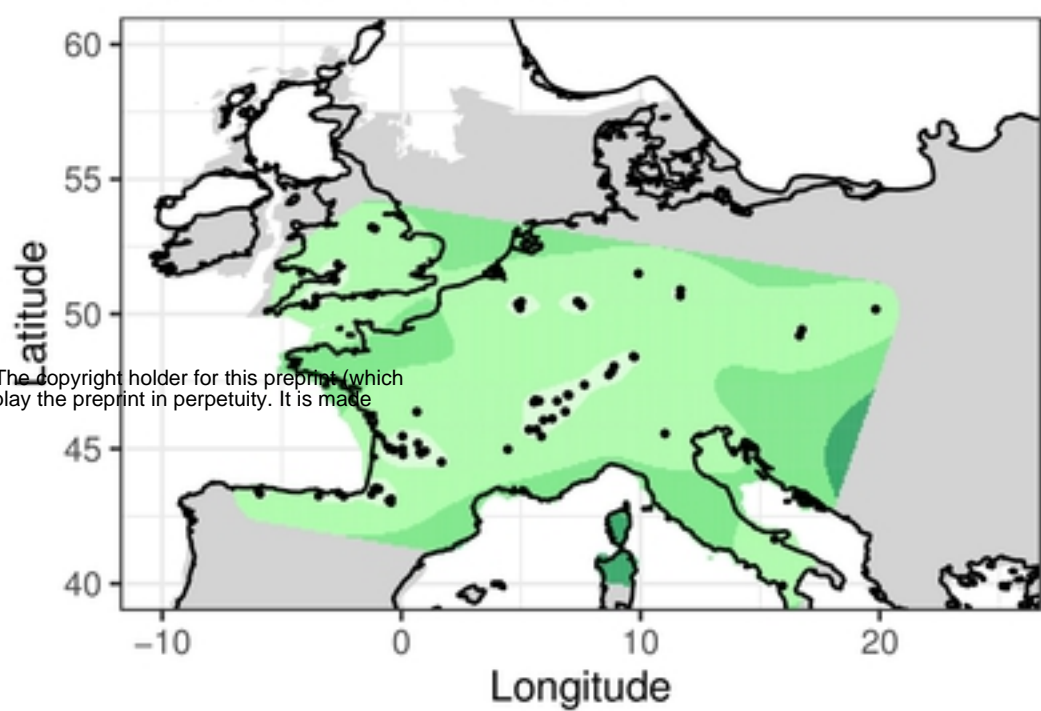 60
55
50
45
40
Latitude
The copyright holder for this preprint (which
play the preprint in perpetuity. It is made
−10 0 10 20
Longitude